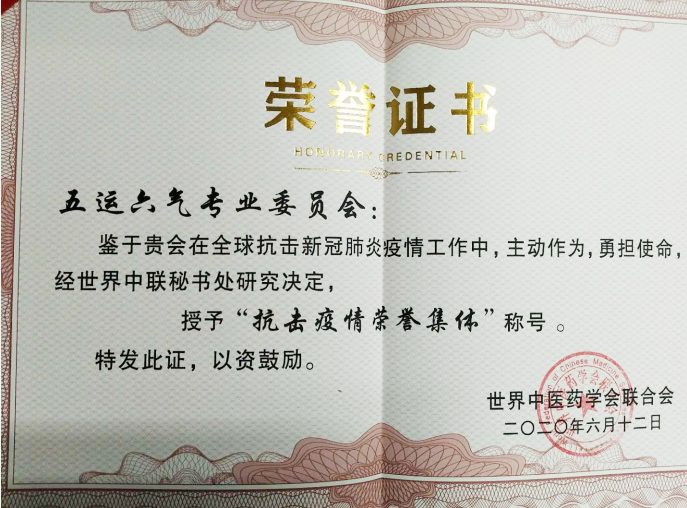 荣誉证书
HONORARY CREDENTIAL
五运六气专业委员会：
鉴于贵会在全球抗击新冠肺炎疫情工作中，主动作为，勇担使命，
经世界中联秘书处研究决定，
授予“抗击疫情荣誉集体”称号。
特发此证，以资鼓励。
世界中医药学会联合会
二〇二〇年六月十二日